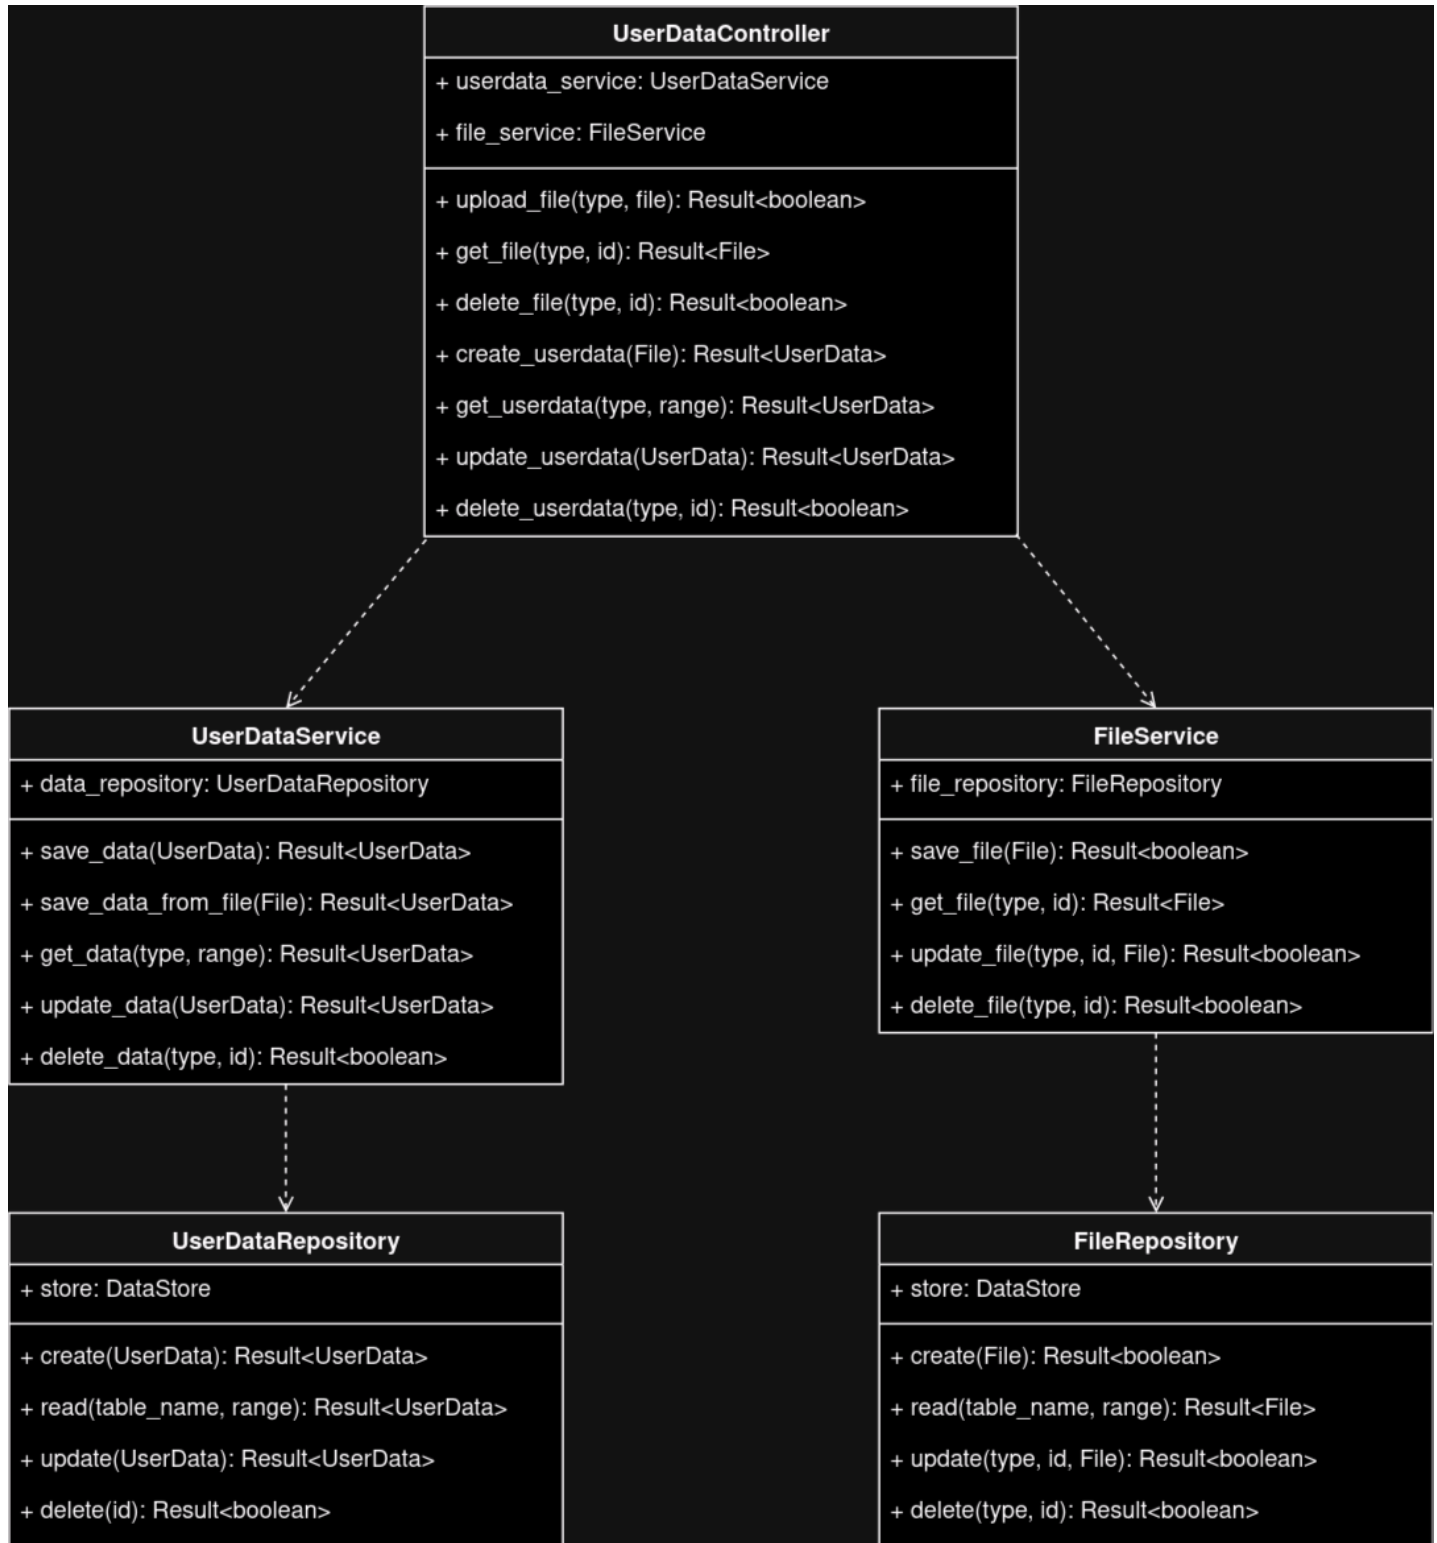 UserDataController
+ userdata_service: UserDataService
+ file_service: FileService
+ upload_file(type, file): Result<boolean>
+ get_file(type, id): Result<File>
+ delete_file(type, id): Result<boolean>
+ create_userdata(File): Result<UserData>
+ get_userdata(type, range): Result<UserData>
+ update_userdata(UserData): Result<UserData>
+ delete_userdata(type, id): Result<boolean>
UserDataService
+ data_repository: UserDataRepository
+ save_data(UserData): Result<UserData>
+ save_data_from_file(File): Result<UserData>
+ get_data(type, range): Result<UserData>
+ update_data(UserData): Result<UserData>
+ delete_data(type, id): Result<boolean>
FileService
+ file_repository: FileRepository
+ save_file(File): Result<boolean>
+ get_file(type, id): Result<File>
+ update_file(type, id, File): Result<boolean>
+ delete_file(type, id): Result<boolean>
UserDataRepository
+ store: DataStore
+ create(UserData): Result<UserData>
+ read(table_name, range): Result<UserData>
+ update(UserData): Result<UserData>
+ delete(id): Result<boolean>
FileRepository
+ store: DataStore
+ create(File): Result<boolean>
+ read(table_name, range): Result<File>
+ update(type, id, File): Result<boolean>
+ delete(type, id): Result<boolean>